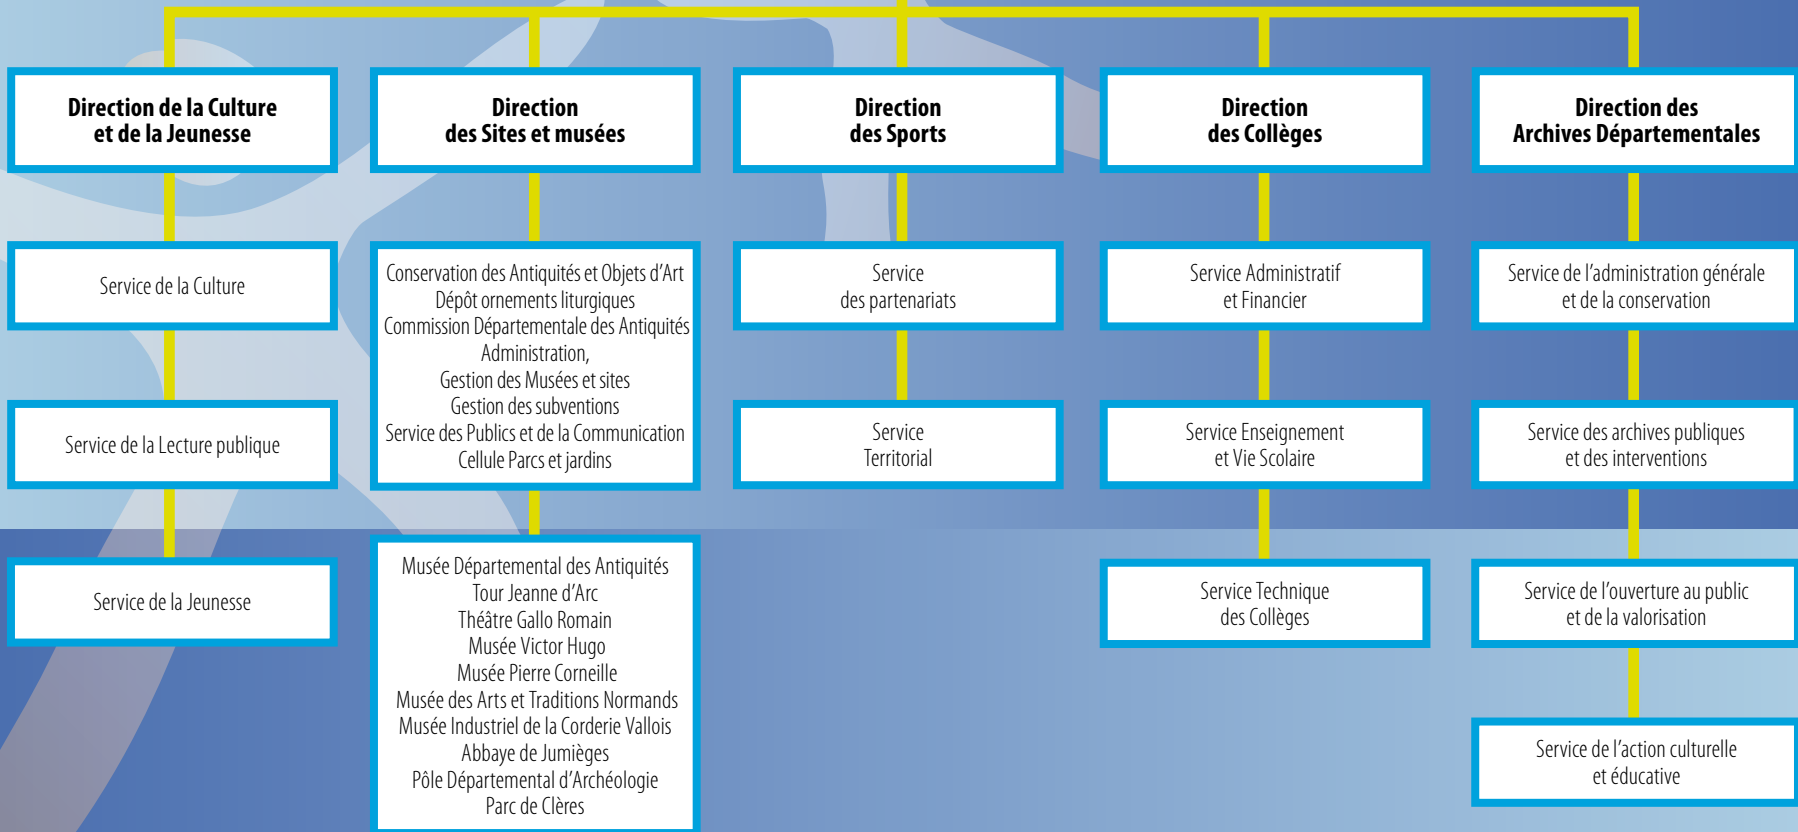 Direction de la Culture
et de la Jeunesse
Service de la Culture
Service de la Lecture publique
Service de la Jeunesse
Direction
des Sites et musées
Conservation des Antiquités et Objets d’Art
Dépôt ornements liturgiques
Commission Départementale des Antiquités
Administration,
Gestion des Musées et sites
Gestion des subventions
Service des Publics et de la Communication
Cellule Parcs et jardins
Musée Départemental des Antiquités
Tour Jeanne d’Arc
Théâtre Gallo Romain
Musée Victor Hugo
Musée Pierre Corneille
Musée des Arts et Traditions Normands
Musée Industriel de la Corderie Vallois
Abbaye de Jumièges
Pôle Départemental d’Archéologie
Parc de Clères
Direction
des Sports
Service
des partenariats
Service
Territorial
Direction
des Collèges
Service Administratif
et Financier
Service Enseignement
et Vie Scolaire
Service Technique
des Collèges
Direction des
Archives Départementales
Service de l’administration générale
et de la conservation
Service des archives publiques
et des interventions
Service de l’ouverture au public
et de la valorisation
Service de l’action culturelle
et éducative